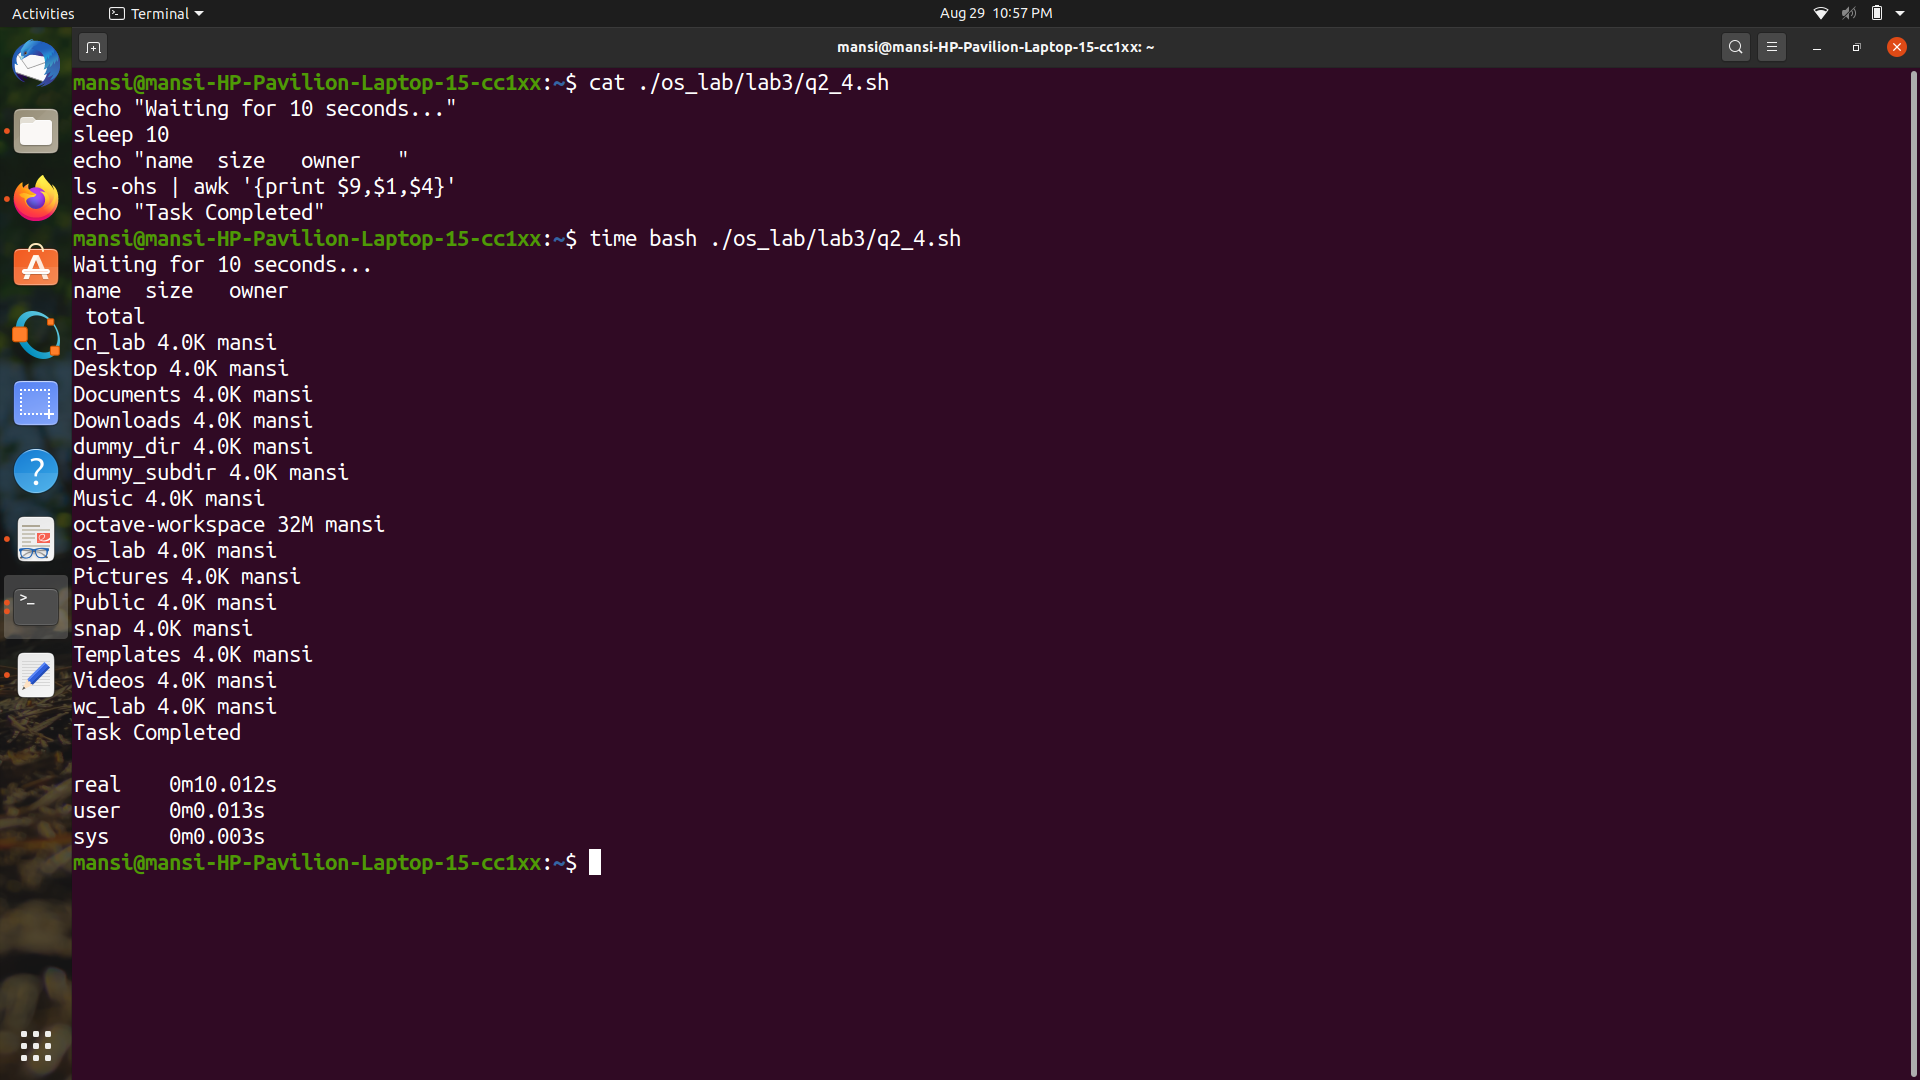 Activities Terminal Aug 29 10:57 PM
mansi@mansi-HP-Pavilion-Laptop-15-cc1xx: ~
mansi@mansi-HP-Pavilion-Laptop-15-cc1xx:~$ cat ./os_lab/lab3/q2_4.sh
echo "Waiting for 10 seconds..."
sleep 10
echo "name  size   owner   "
ls -ohs | awk '{print $9,$1,$4}'
echo "Task Completed"
mansi@mansi-HP-Pavilion-Laptop-15-cc1xx:~$ time bash ./os_lab/lab3/q2_4.sh
Waiting for 10 seconds...
name  size   owner
 total
cn_lab 4.0K mansi
Desktop 4.0K mansi
Documents 4.0K mansi
Downloads 4.0K mansi
dummy_dir 4.0K mansi
dummy_subdir 4.0K mansi
Music 4.0K mansi
octave-workspace 32M mansi
os_lab 4.0K mansi
Pictures 4.0K mansi
Public 4.0K mansi
snap 4.0K mansi
Templates 4.0K mansi
Videos 4.0K mansi
wc_lab 4.0K mansi
Task Completed
real    0m10.012s
user    0m0.013s
sys     0m0.003s
mansi@mansi-HP-Pavilion-Laptop-15-cc1xx:~$